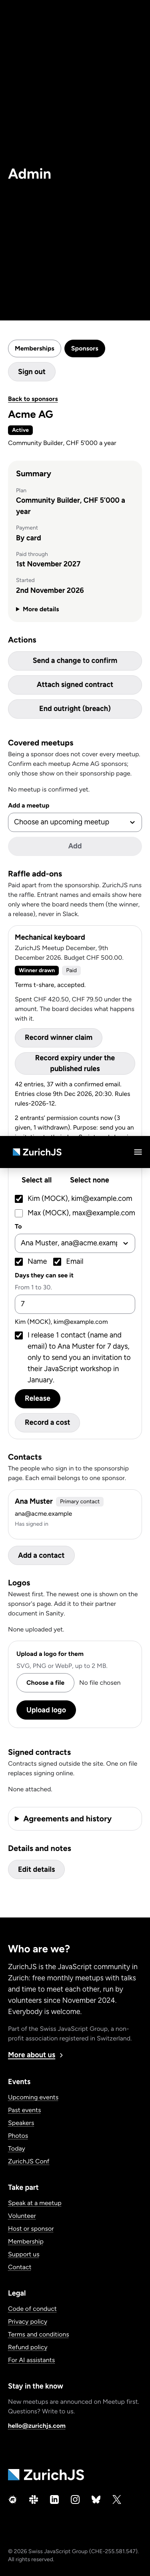 Admin
Memberships
Sponsors
Sign out
Back to sponsors
Acme AG
Active
Community Builder, CHF 5'000 a year
Summary
Plan
Community Builder, CHF 5'000 a
year
Payment
By card
Paid through
1st November 2027
Started
2nd November 2026
More details
Actions
Send a change to confirm
Attach signed contract
End outright (breach)
Covered meetups
Being a sponsor does not cover every meetup.
Confirm each meetup Acme AG sponsors;
only those show on their sponsorship page.
No meetup is confirmed yet.
Add a meetup
Choose an upcoming meetup
Add
Raffle add-ons
Paid apart from the sponsorship. ZurichJS runs
the raffle. Entrant names and emails show here
only where the board needs them (the winner,
a release), never in Slack.
Mechanical keyboard
ZurichJS Meetup December, 9th
December 2026. Budget CHF 500.00.
Winner drawn
Paid
Terms t-share, accepted.
Spent CHF 420.50, CHF 79.50 under the
amount. The board decides what happens
with it.
Record winner claim
Record expiry under the
published rules
42 entries, 37 with a confirmed email.
Entries close 9th Dec 2026, 20:30. Rules
rules-2026-12.
2 entrants' permission counts now (3
given, 1 withdrawn). Purpose: send you an
ZurichJS
Select all
Select none
Kim (MOCK), kim@example.com
Max (MOCK), max@example.com
To
Ana Muster, ana@acme.examp
Name
Email
Days they can see it
From 1 to 30.
7
Kim (MOCK), kim@example.com
I release 1 contact (name and
email) to Ana Muster for 7 days,
only to send you an invitation to
their JavaScript workshop in
January.
Release
Record a cost
Contacts
The people who sign in to the sponsorship
page. Each email belongs to one sponsor.
Ana Muster
Primary contact
ana@acme.example
Has signed in
Add a contact
Logos
Newest first. The newest one is shown on the
sponsor's page. Add it to their partner
document in Sanity.
None uploaded yet.
Upload a logo for them
SVG, PNG or WebP, up to 2 MB.
Choose a file
No file chosen
Upload logo
Signed contracts
Contracts signed outside the site. One on file
replaces signing online.
None attached.
Agreements and history
Details and notes
Edit details
Who are we?
ZurichJS is the JavaScript community in
Zurich: free monthly meetups with talks
and time to meet each other, run by
volunteers since November 2024.
Everybody is welcome.
Part of the Swiss JavaScript Group, a non-
profit association registered in Switzerland.
More about us
Events
Upcoming events
Past events
Speakers
Photos
Today
ZurichJS Conf
Take part
Speak at a meetup
Volunteer
Host or sponsor
Membership
Support us
Contact
Legal
Code of conduct
Privacy policy
Terms and conditions
Refund policy
For AI assistants
Stay in the know
New meetups are announced on Meetup first.
Questions? Write to us.
hello@zurichjs.com
ZurichJS
© 2026 Swiss JavaScript Group (CHE-255.581.547).
All rights reserved.